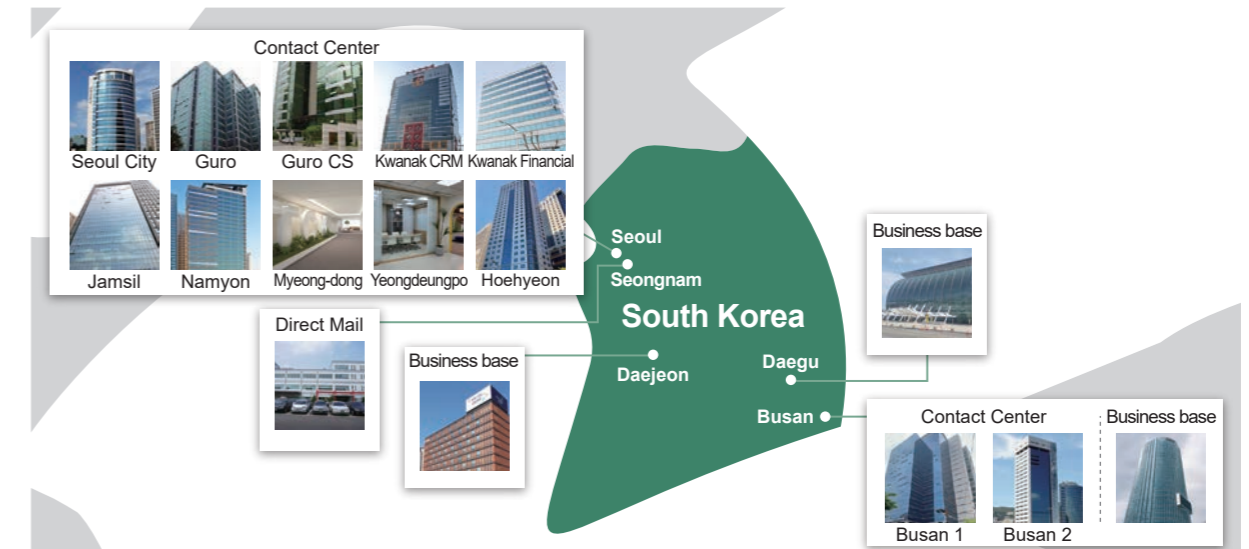 Contact Center
Seoul City
Guro
Guro CS
Kwanak CRM
Kwanak Financial
Jamsil
Namyon
Myeong-dong
Yeongdeungpo
Hoehyeon
Seoul
Seongnam
South Korea
Direct Mail
Business base
Daejeon
Business base
Daegu
Busan
Contact Center
Business base
Busan 1
Busan 2